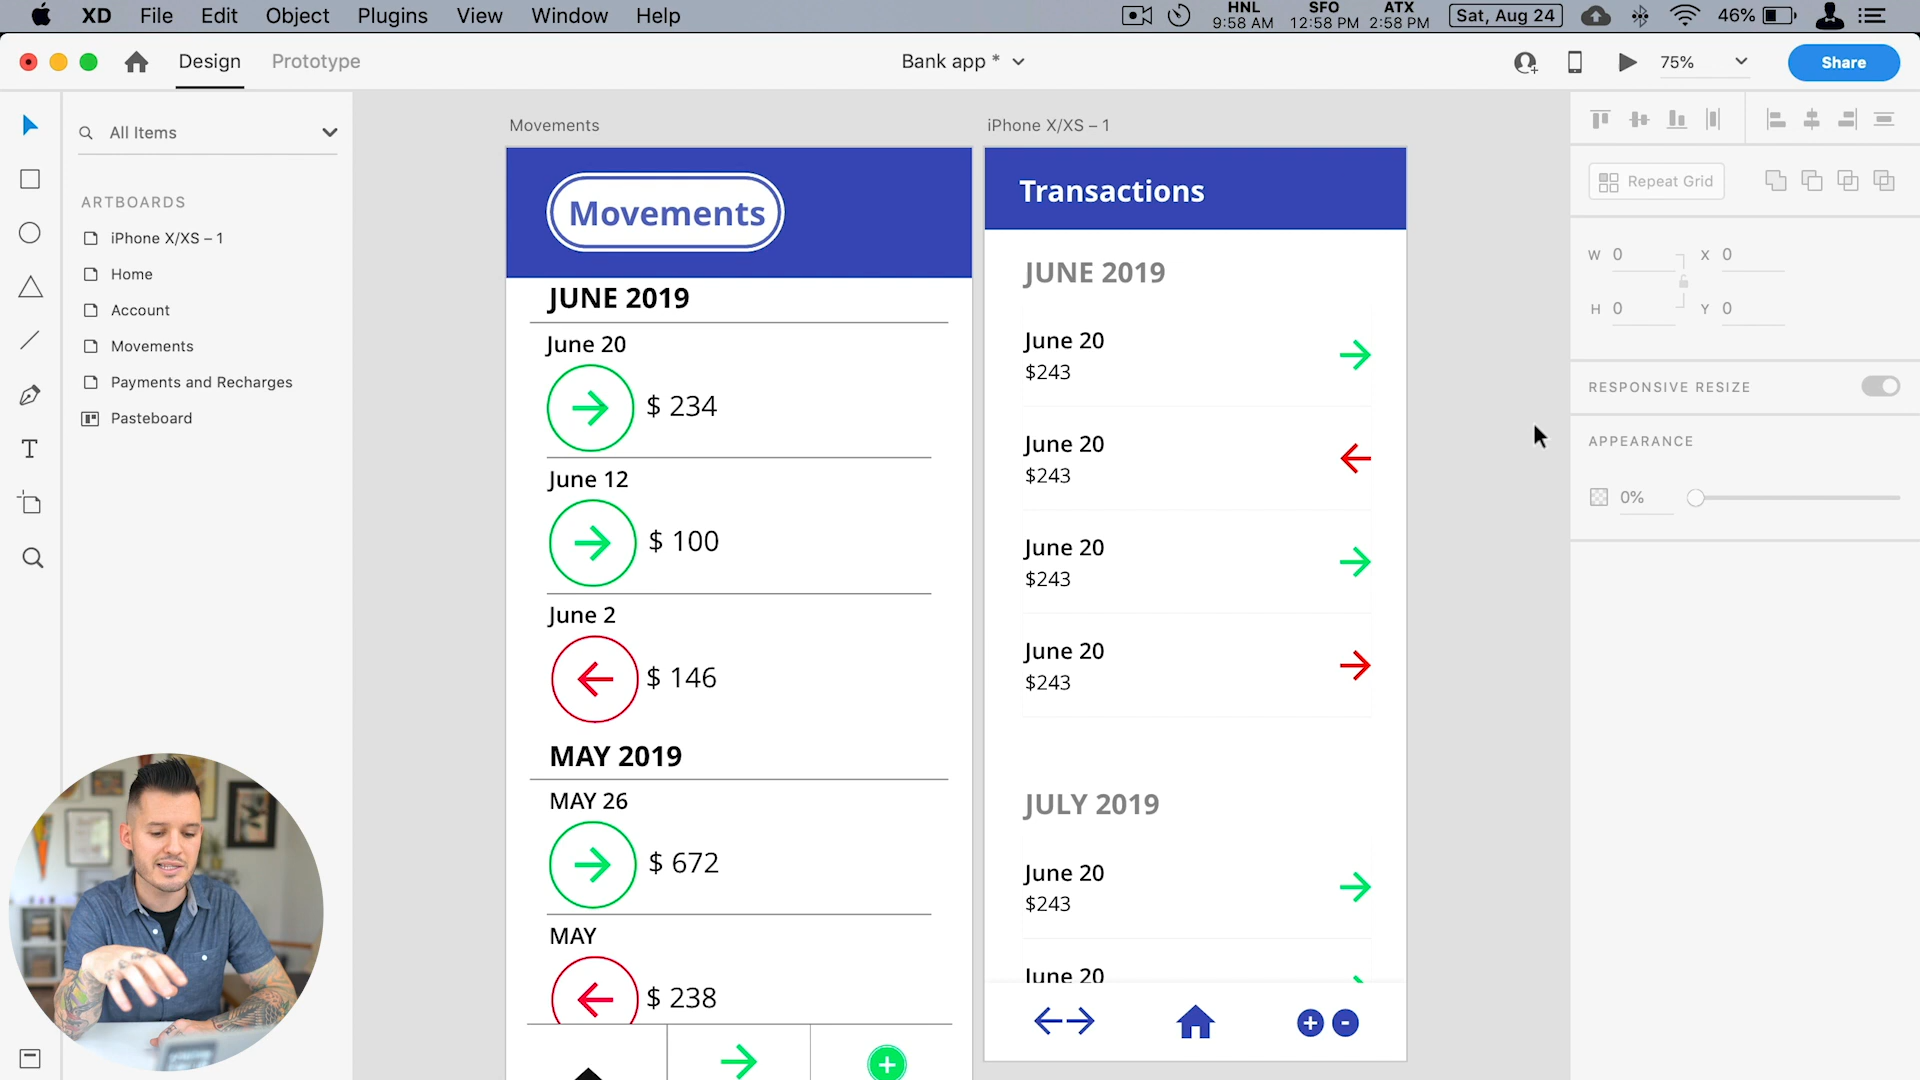 XD File Edit Object Plugins View Window Help
HNL
9:58 AM
SFO
12:58 PM
ATX
2:58 PM
Sat, Aug 24
46%
Design
Prototype
Bank app *
75%
Share
All Items
ARTBOARDS
iPhone X/XS – 1
Home
Account
Movements
Payments and Recharges
Pasteboard
Movements
Movements
JUNE 2019
June 20
$ 234
June 12
$ 100
June 2
$ 146
MAY 2019
MAY 26
$ 672
MAY
$ 238
iPhone X/XS – 1
Transactions
JUNE 2019
June 20
$243
June 20
$243
June 20
$243
June 20
$243
JULY 2019
June 20
$243
June 20
Repeat Grid
W 0
X 0
H 0
Y 0
RESPONSIVE RESIZE
APPEARANCE
0%